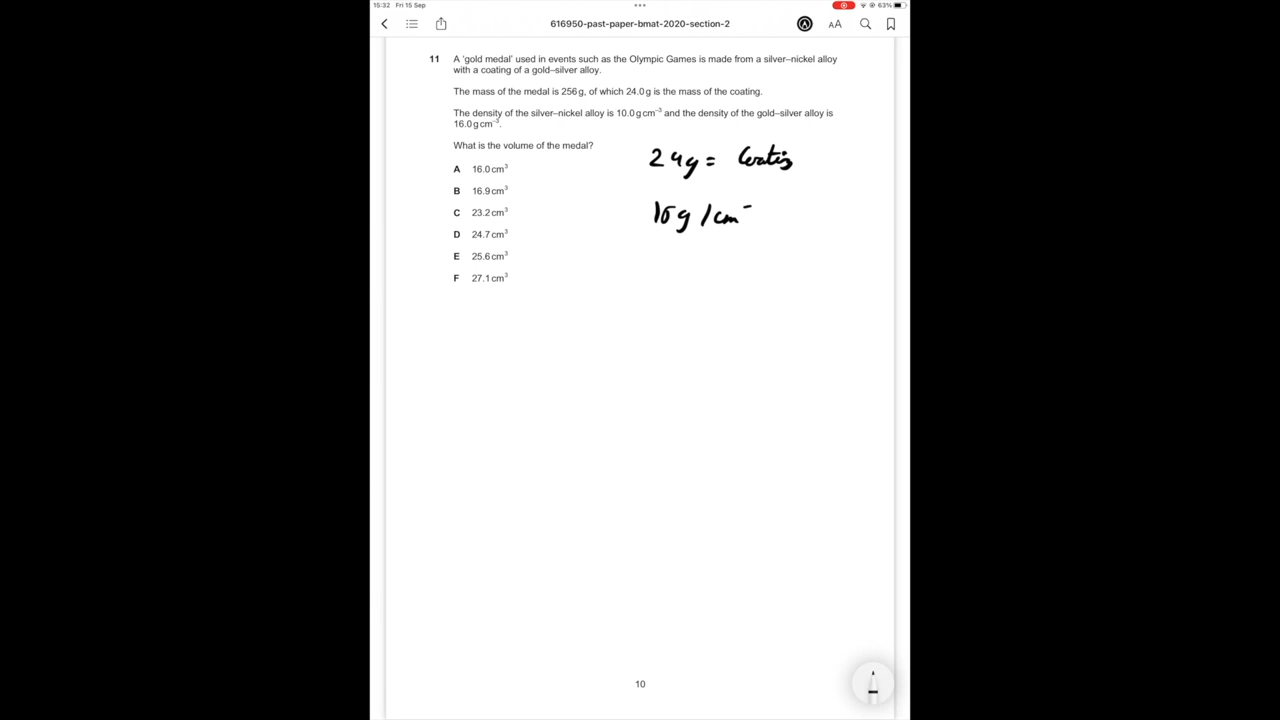 15:32 Fri 15 Sep
63%
616950-past-paper-bmat-2020-section-2
AA
11 A 'gold medal' used in events such as the Olympic Games is made from a silver–nickel alloy
with a coating of a gold–silver alloy.
The mass of the medal is 256 g, of which 24.0 g is the mass of the coating.
The density of the silver–nickel alloy is 10.0 g cm⁻³ and the density of the gold–silver alloy is
16.0 g cm⁻³.
What is the volume of the medal?
A 16.0 cm³
B 16.9 cm³
C 23.2 cm³
D 24.7 cm³
E 25.6 cm³
F 27.1 cm³
24g = Coating
16g / cm⁻
10